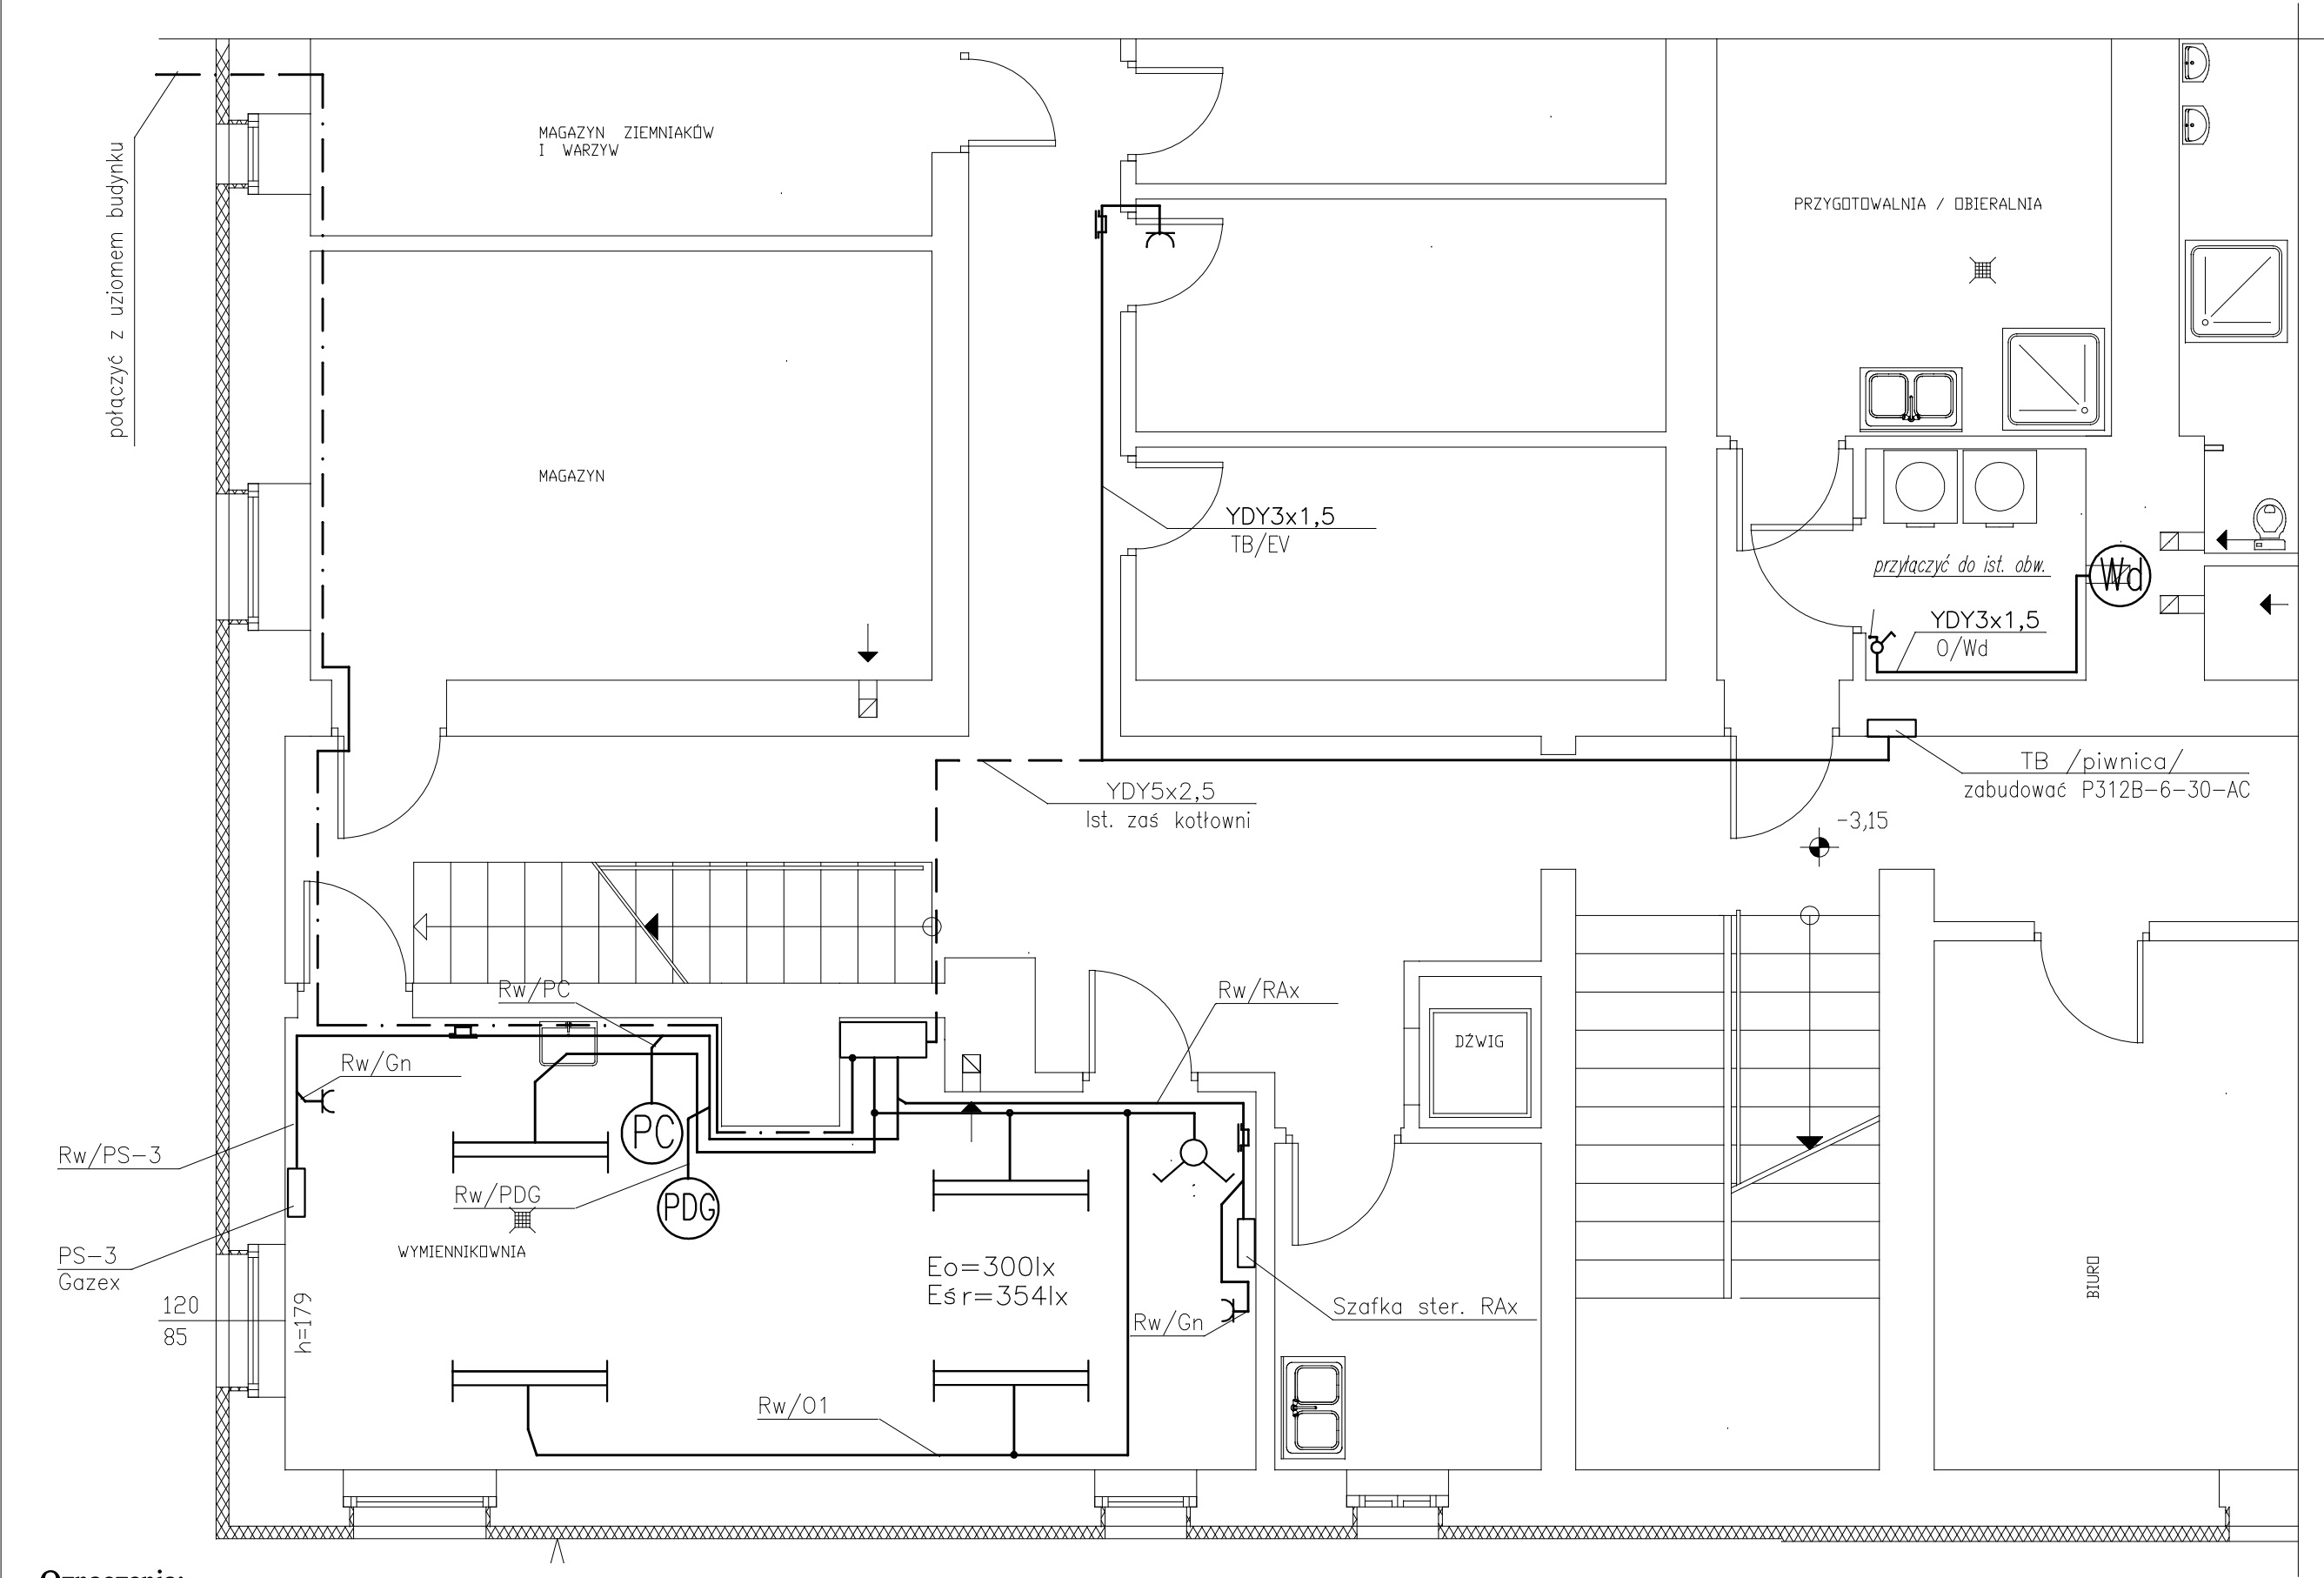 MAGAZYN ZIEMNIAKÓW
I WARZYW
połączyć z uziomem budynku
PRZYGOTOWALNIA / OBIERALNIA
MAGAZYN
YDY3x1,5
TB/EV
przyłączyć do ist. obw.
Wd
YDY3x1,5
O/Wd
TB /piwnica/
zabudować P312B-6-30-AC
YDY5x2,5
Ist. zaś kotłowni
-3,15
Rw/PC
Rw/RAx
DŹWIG
Rw/Gn
PC
Rw/PS-3
Rw/PDG
PDG
WYMIENNIKOWNIA
PS-3
Gazex
Eo=300lx
Eśr=354lx
120
85
h=179
Rw/Gn
Szafka ster. RAx
BIURO
Rw/O1